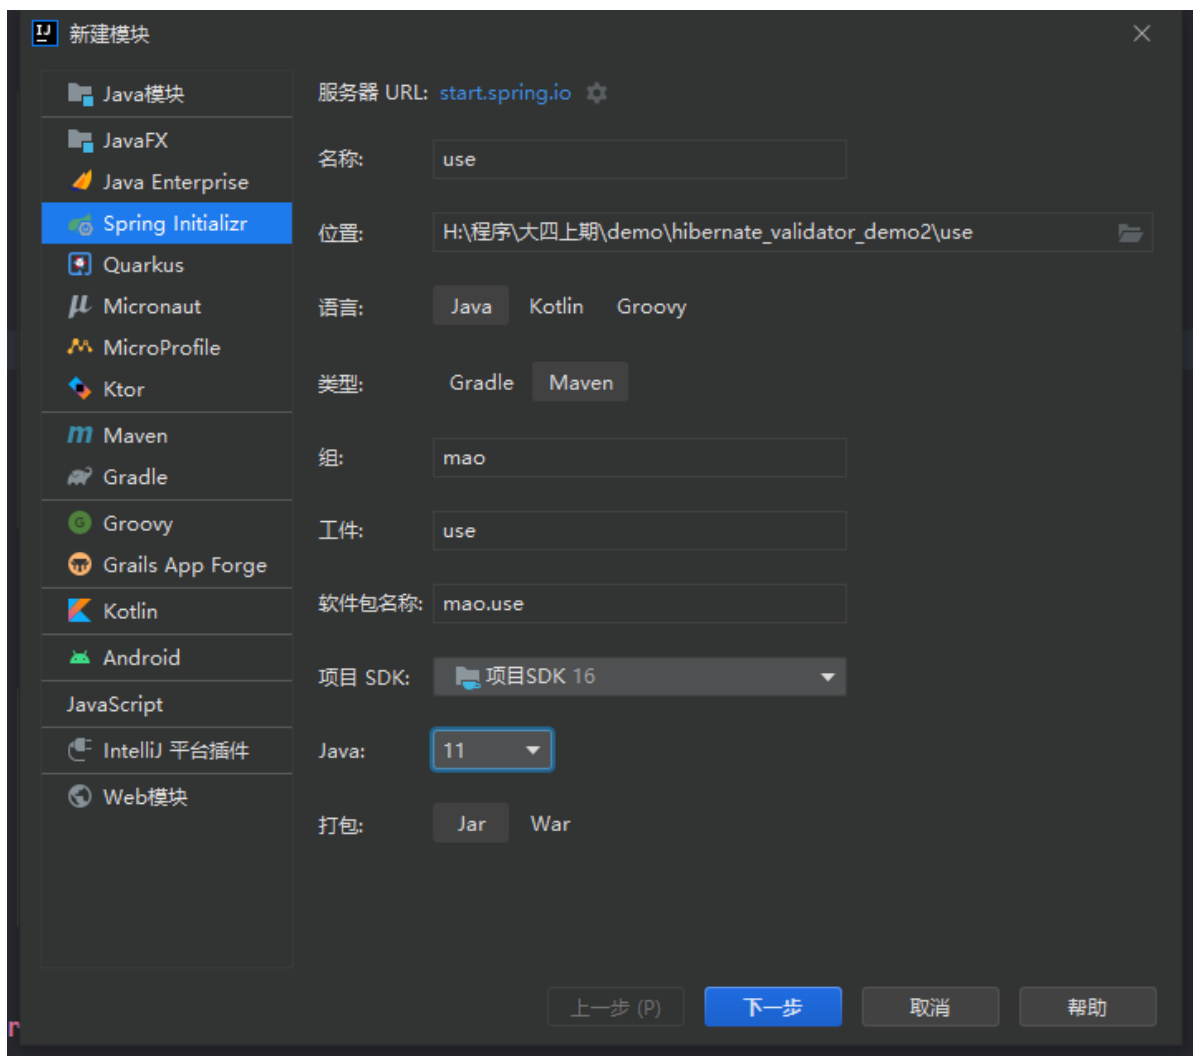 新建模块
Java模块
JavaFX
Java Enterprise
Spring Initializr
Quarkus
Micronaut
MicroProfile
Ktor
Maven
Gradle
Groovy
Grails App Forge
Kotlin
Android
JavaScript
IntelliJ 平台插件
Web模块
服务器 URL: start.spring.io
名称: use
位置: H:\程序\大四上期\demo\hibernate_validator_demo2\use
语言: Java Kotlin Groovy
类型: Gradle Maven
组: mao
工件: use
软件包名称: mao.use
项目 SDK: 项目SDK 16
Java: 11
打包: Jar War
上一步 (P) 下一步 取消 帮助
r